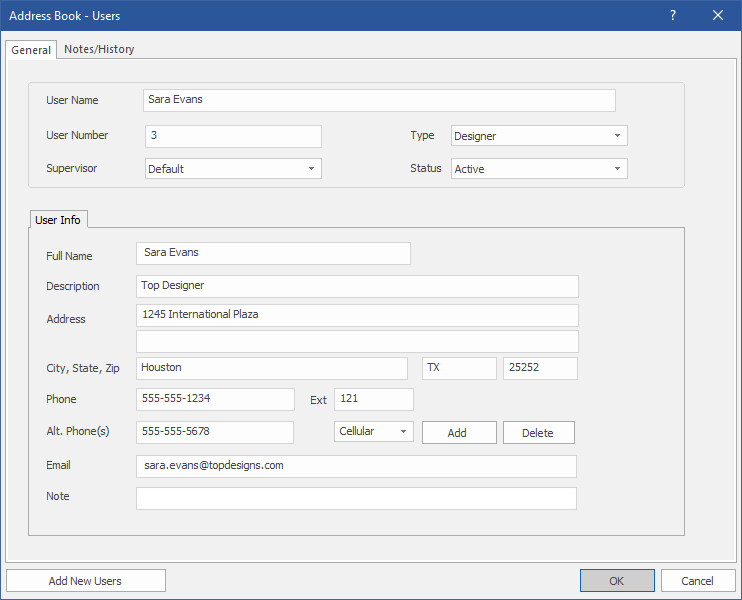 Address Book - Users ?
General Notes/History
User Name Sara Evans
User Number 3 Type Designer
Supervisor Default Status Active
User Info
Full Name Sara Evans
Description Top Designer
Address 1245 International Plaza
City, State, Zip Houston TX 25252
Phone 555-555-1234 Ext 121
Alt. Phone(s) 555-555-5678 Cellular Add Delete
Email sara.evans@topdesigns.com
Note
Add New Users OK Cancel